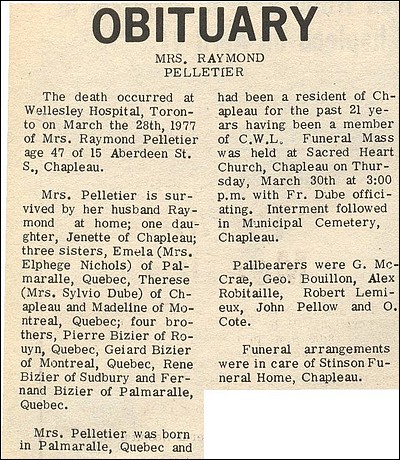 OBITUARY
MRS. RAYMOND
PELLETIER
The death occurred at
Wellesley Hospital, Toron-
to on March the 28th, 1977
of Mrs. Raymond Pelletier
age 47 of 15 Aberdeen St.
S., Chapleau.
Mrs. Pelletier is sur-
vived by her husband Ray-
mond at home; one dau-
ghter, Jenette of Chapleau;
three sisters, Emela (Mrs.
Elphege Nichols) of Pal-
maralle, Quebec, Therese
(Mrs. Sylvio Dube) of Ch-
apleau and Madeline of Mo-
ntreal, Quebec; four bro-
thers, Pierre Bizier of Ro-
uyn, Quebec, Geiard Bizier
of Montreal, Quebec, Rene
Bizier of Sudbury and Fer-
nand Bizier of Palmaralle,
Quebec.
Mrs. Pelletier was born
in Palmaralle, Quebec and
had been a resident of Ch-
apleau for the past 21 ye-
ars having been a member
of C.W.L. Funeral Mass
was held at Sacred Heart
Church, Chapleau on Thur-
sday, March 30th at 3:00
p.m. with Fr. Dube offici-
ating. Interment followed
in Municipal Cemetery,
Chapleau.
Pallbearers were G. Mc-
Crae, Geo. Bouillon, Alex
Robitaille, Robert Lemi-
eux, John Pellow and O.
Cote.
Funeral arrangements
were in care of Stinson Fu-
neral Home, Chapleau.